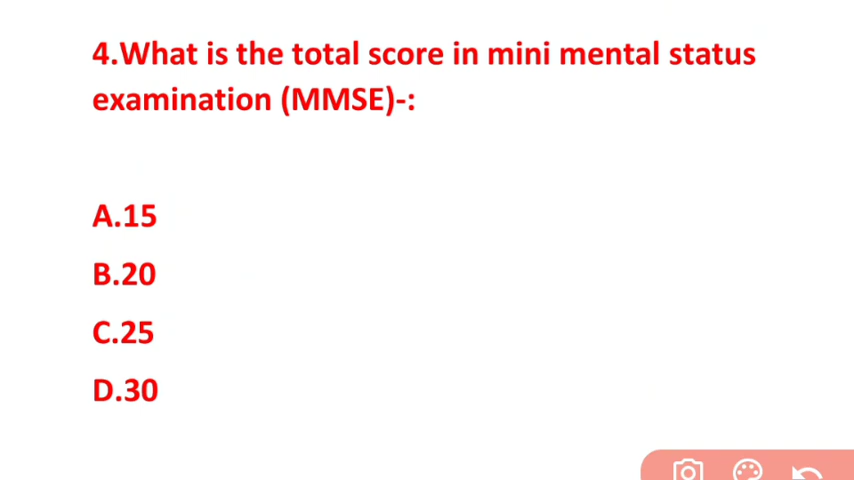 4.What is the total score in mini mental status
examination (MMSE)-:
A.15
B.20
C.25
D.30